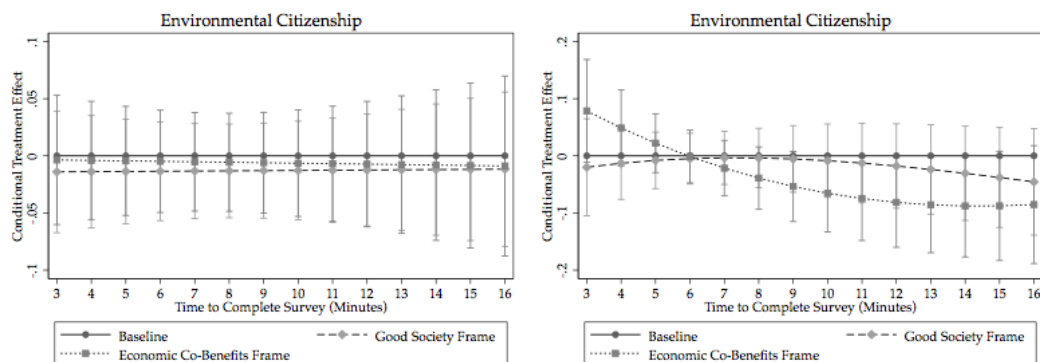 Environmental Citizenship
Conditional Treatment Effect
.1
.05
0
-.05
-.1
3 4 5 6 7 8 9 10 11 12 13 14 15 16
Time to Complete Survey (Minutes)
Baseline
Good Society Frame
Economic Co-Benefits Frame
Environmental Citizenship
Conditional Treatment Effect
.2
.1
0
-.1
-.2
3 4 5 6 7 8 9 10 11 12 13 14 15 16
Time to Complete Survey (Minutes)
Baseline
Good Society Frame
Economic Co-Benefits Frame